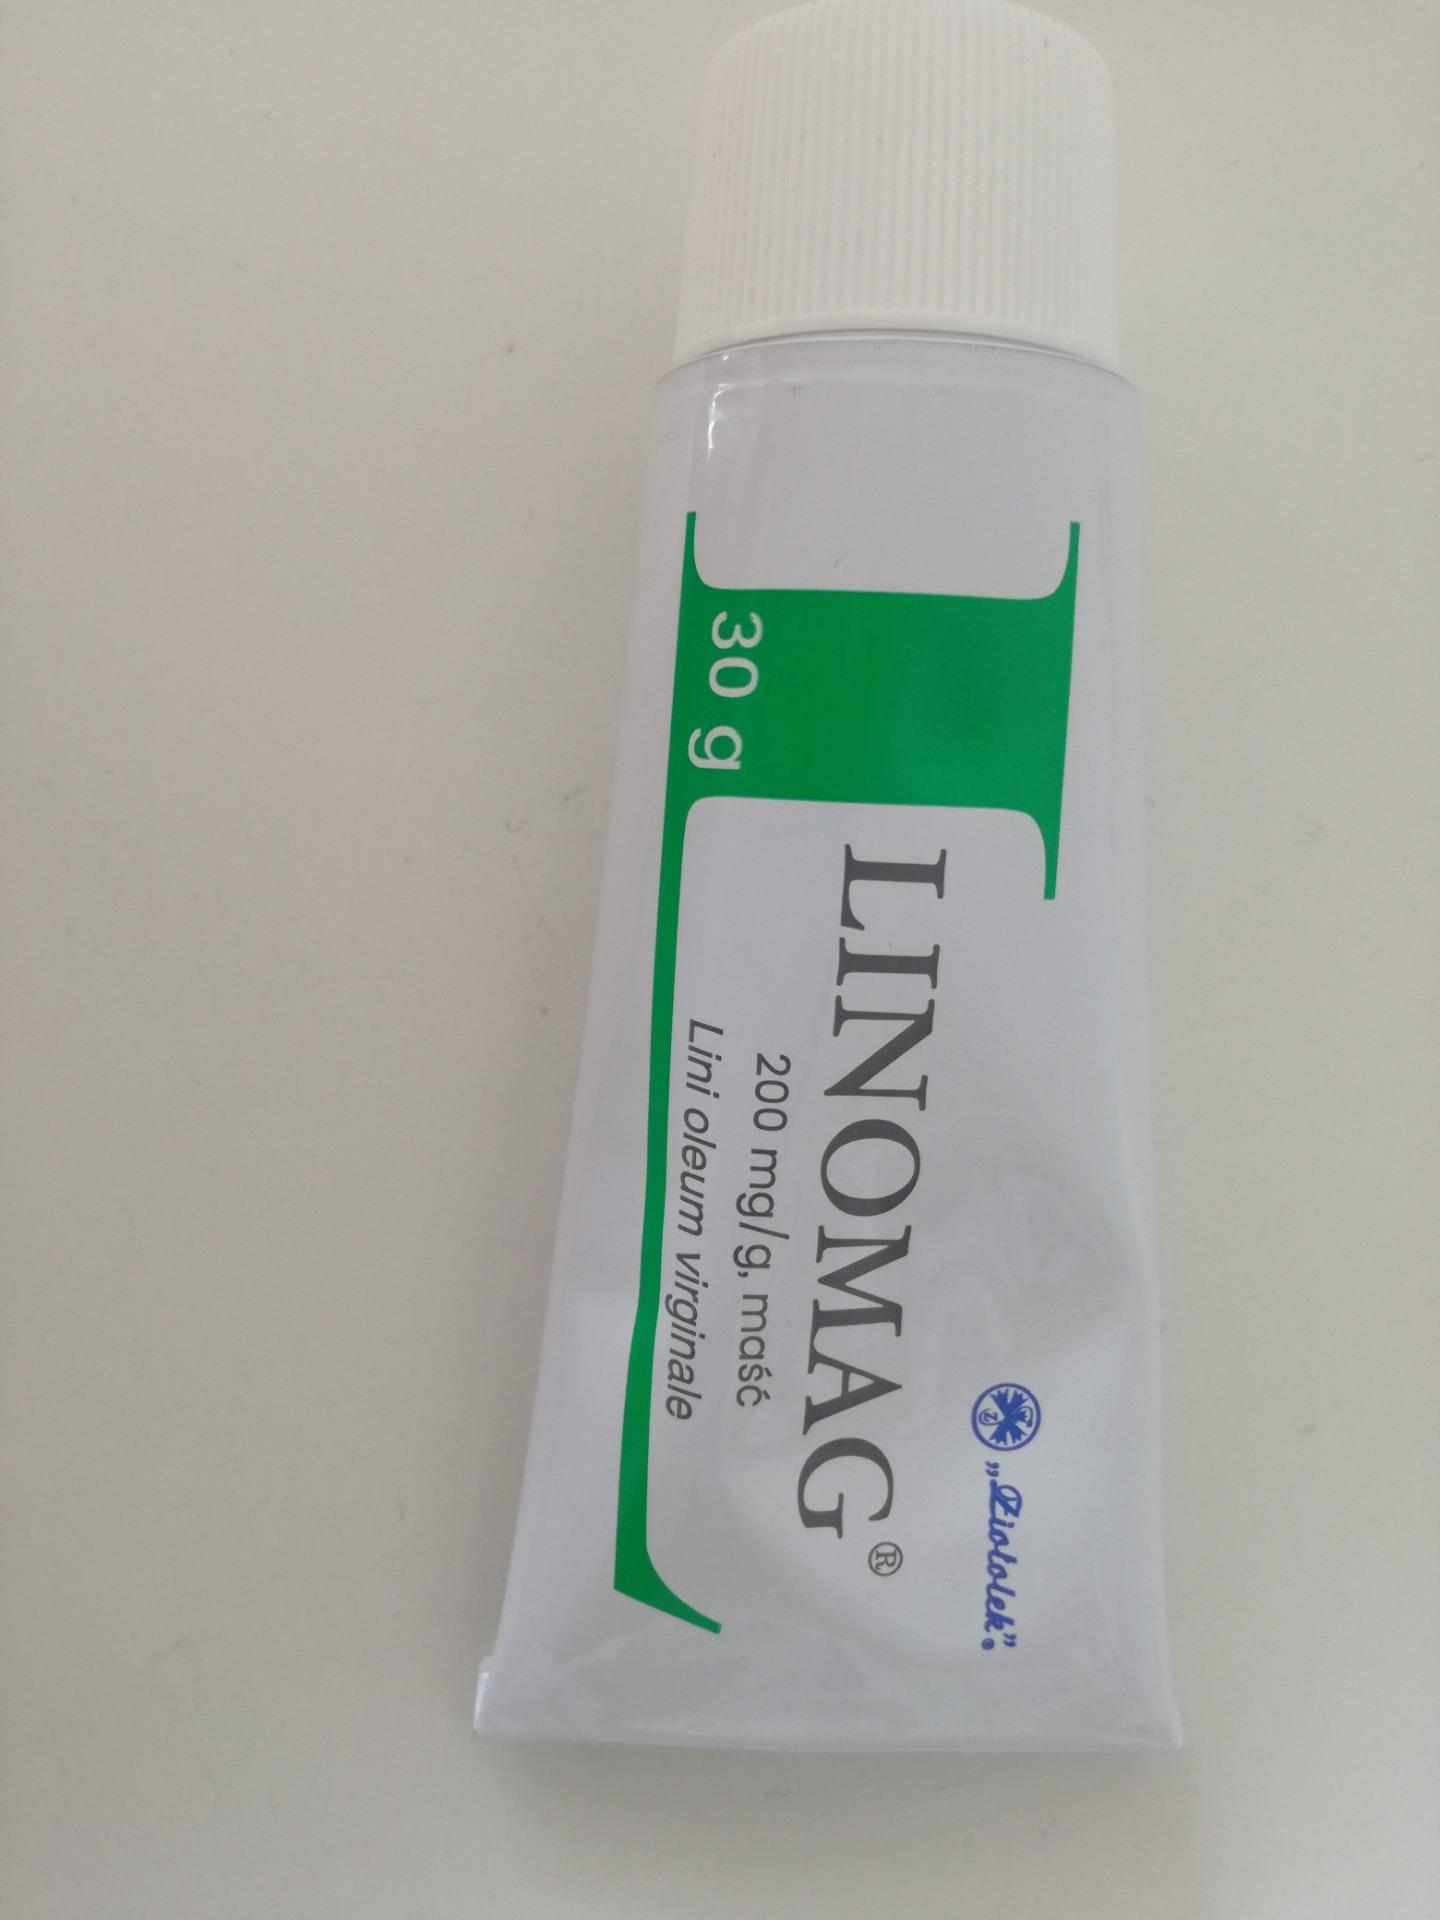 Z
„Ziołolek”®
LINOMAG®
200 mg/g, maść
Lini oleum virginale
30 g